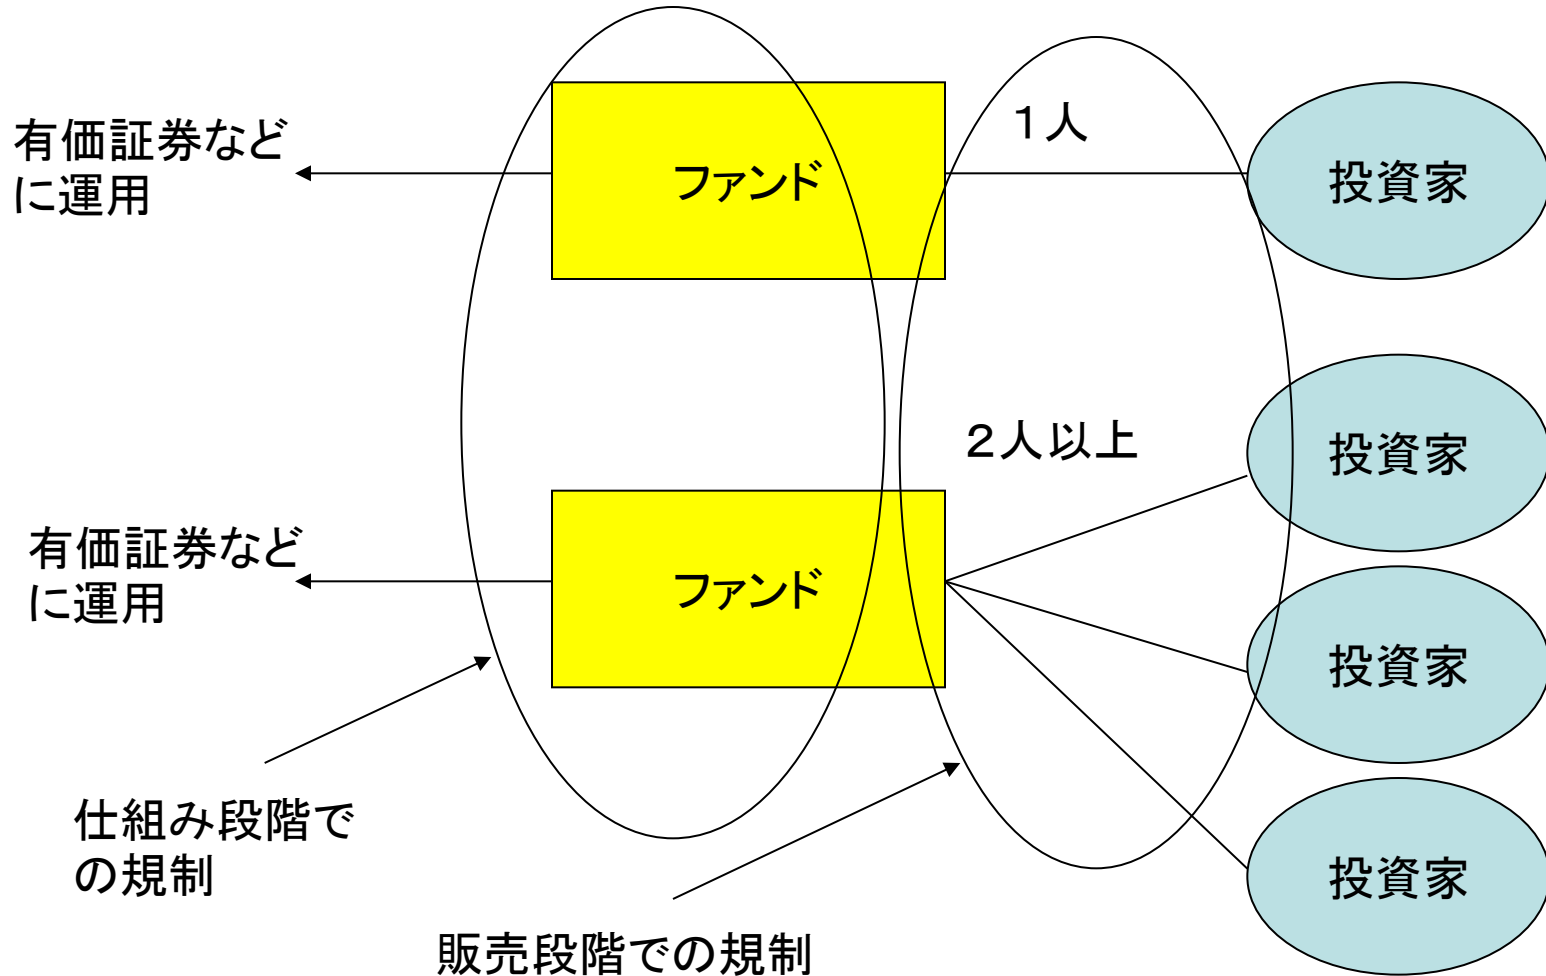 有価証券など
に運用
ファンド
1人
投資家
2人以上
投資家
有価証券など
に運用
ファンド
投資家
仕組み段階で
の規制
投資家
販売段階での規制